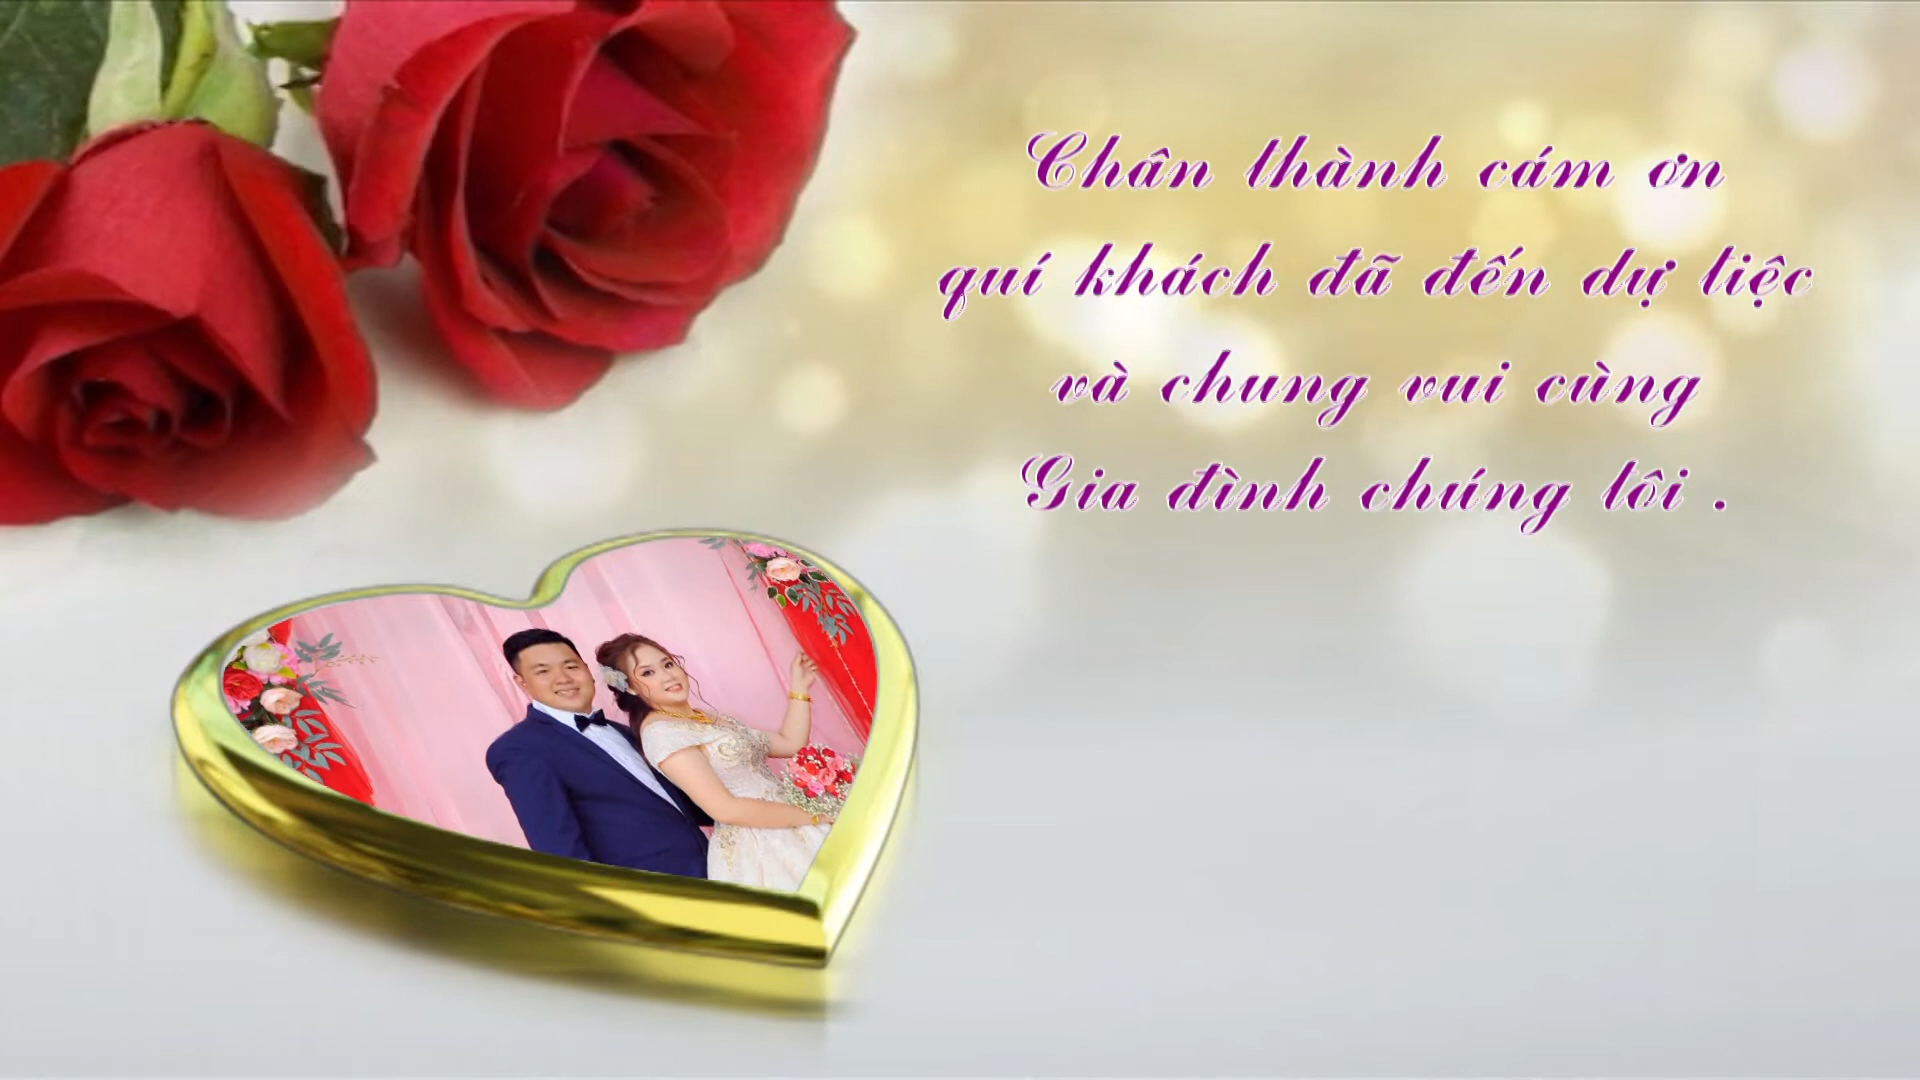 Chân thành cám ơn
quí khách đã đến dự tiệc
và chung vui cùng
Gia đình chúng tôi .